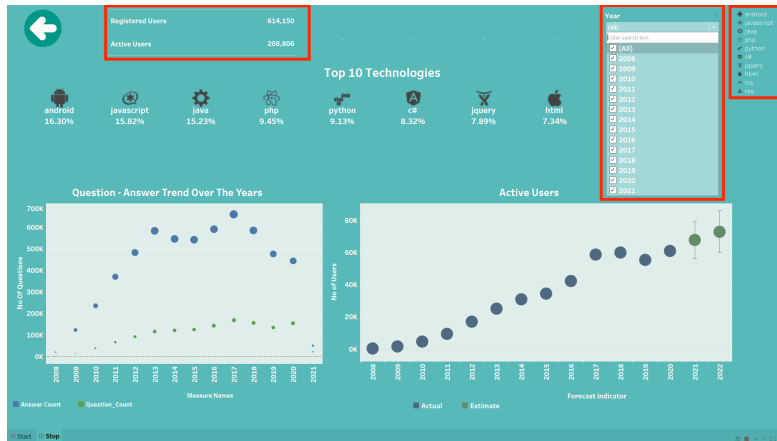 Registered Users 614,150
Active Users 208,806
Year
(All)
Enter search text
(All)
2008
2009
2010
2011
2012
2013
2014
2015
2016
2017
2018
2019
2020
2021
android
javascript
java
php
python
c#
jquery
html
ios
css
Top 10 Technologies
android javascript java php python c# jquery html
16.30% 15.82% 15.23% 9.45% 9.13% 8.32% 7.89% 7.34%
Question - Answer Trend Over The Years
No Of Questions
700K
600K
500K
400K
300K
200K
100K
0K
2008 2009 2010 2011 2012 2013 2014 2015 2016 2017 2018 2019 2020 2021
Measure Names
Answer Count Question_Count
Active Users
No of Users
80K
60K
40K
20K
0K
2008 2009 2010 2011 2012 2013 2014 2015 2016 2017 2018 2019 2020 2021 2022
Forecast indicator
Actual Estimate
Start Stop